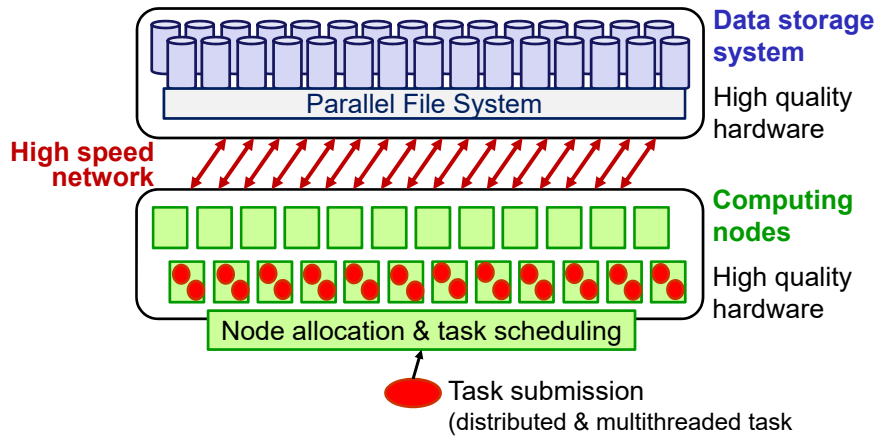 Data storage
system
Parallel File System
High quality
hardware
High speed
network
Computing
nodes
High quality
hardware
Node allocation & task scheduling
Task submission
(distributed & multithreaded task